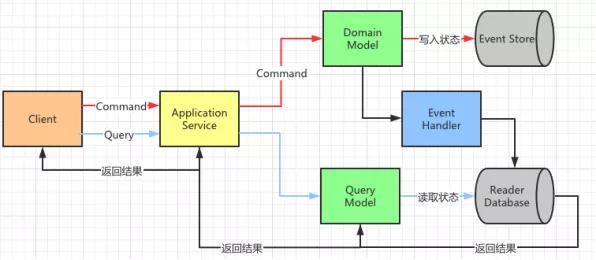 Domain
Model
写入状态
Event Store
Command
Client
Command
Query
Application
Service
Event
Handler
返回结果
Query
Model
读取状态
Reader
Database
返回结果
返回结果